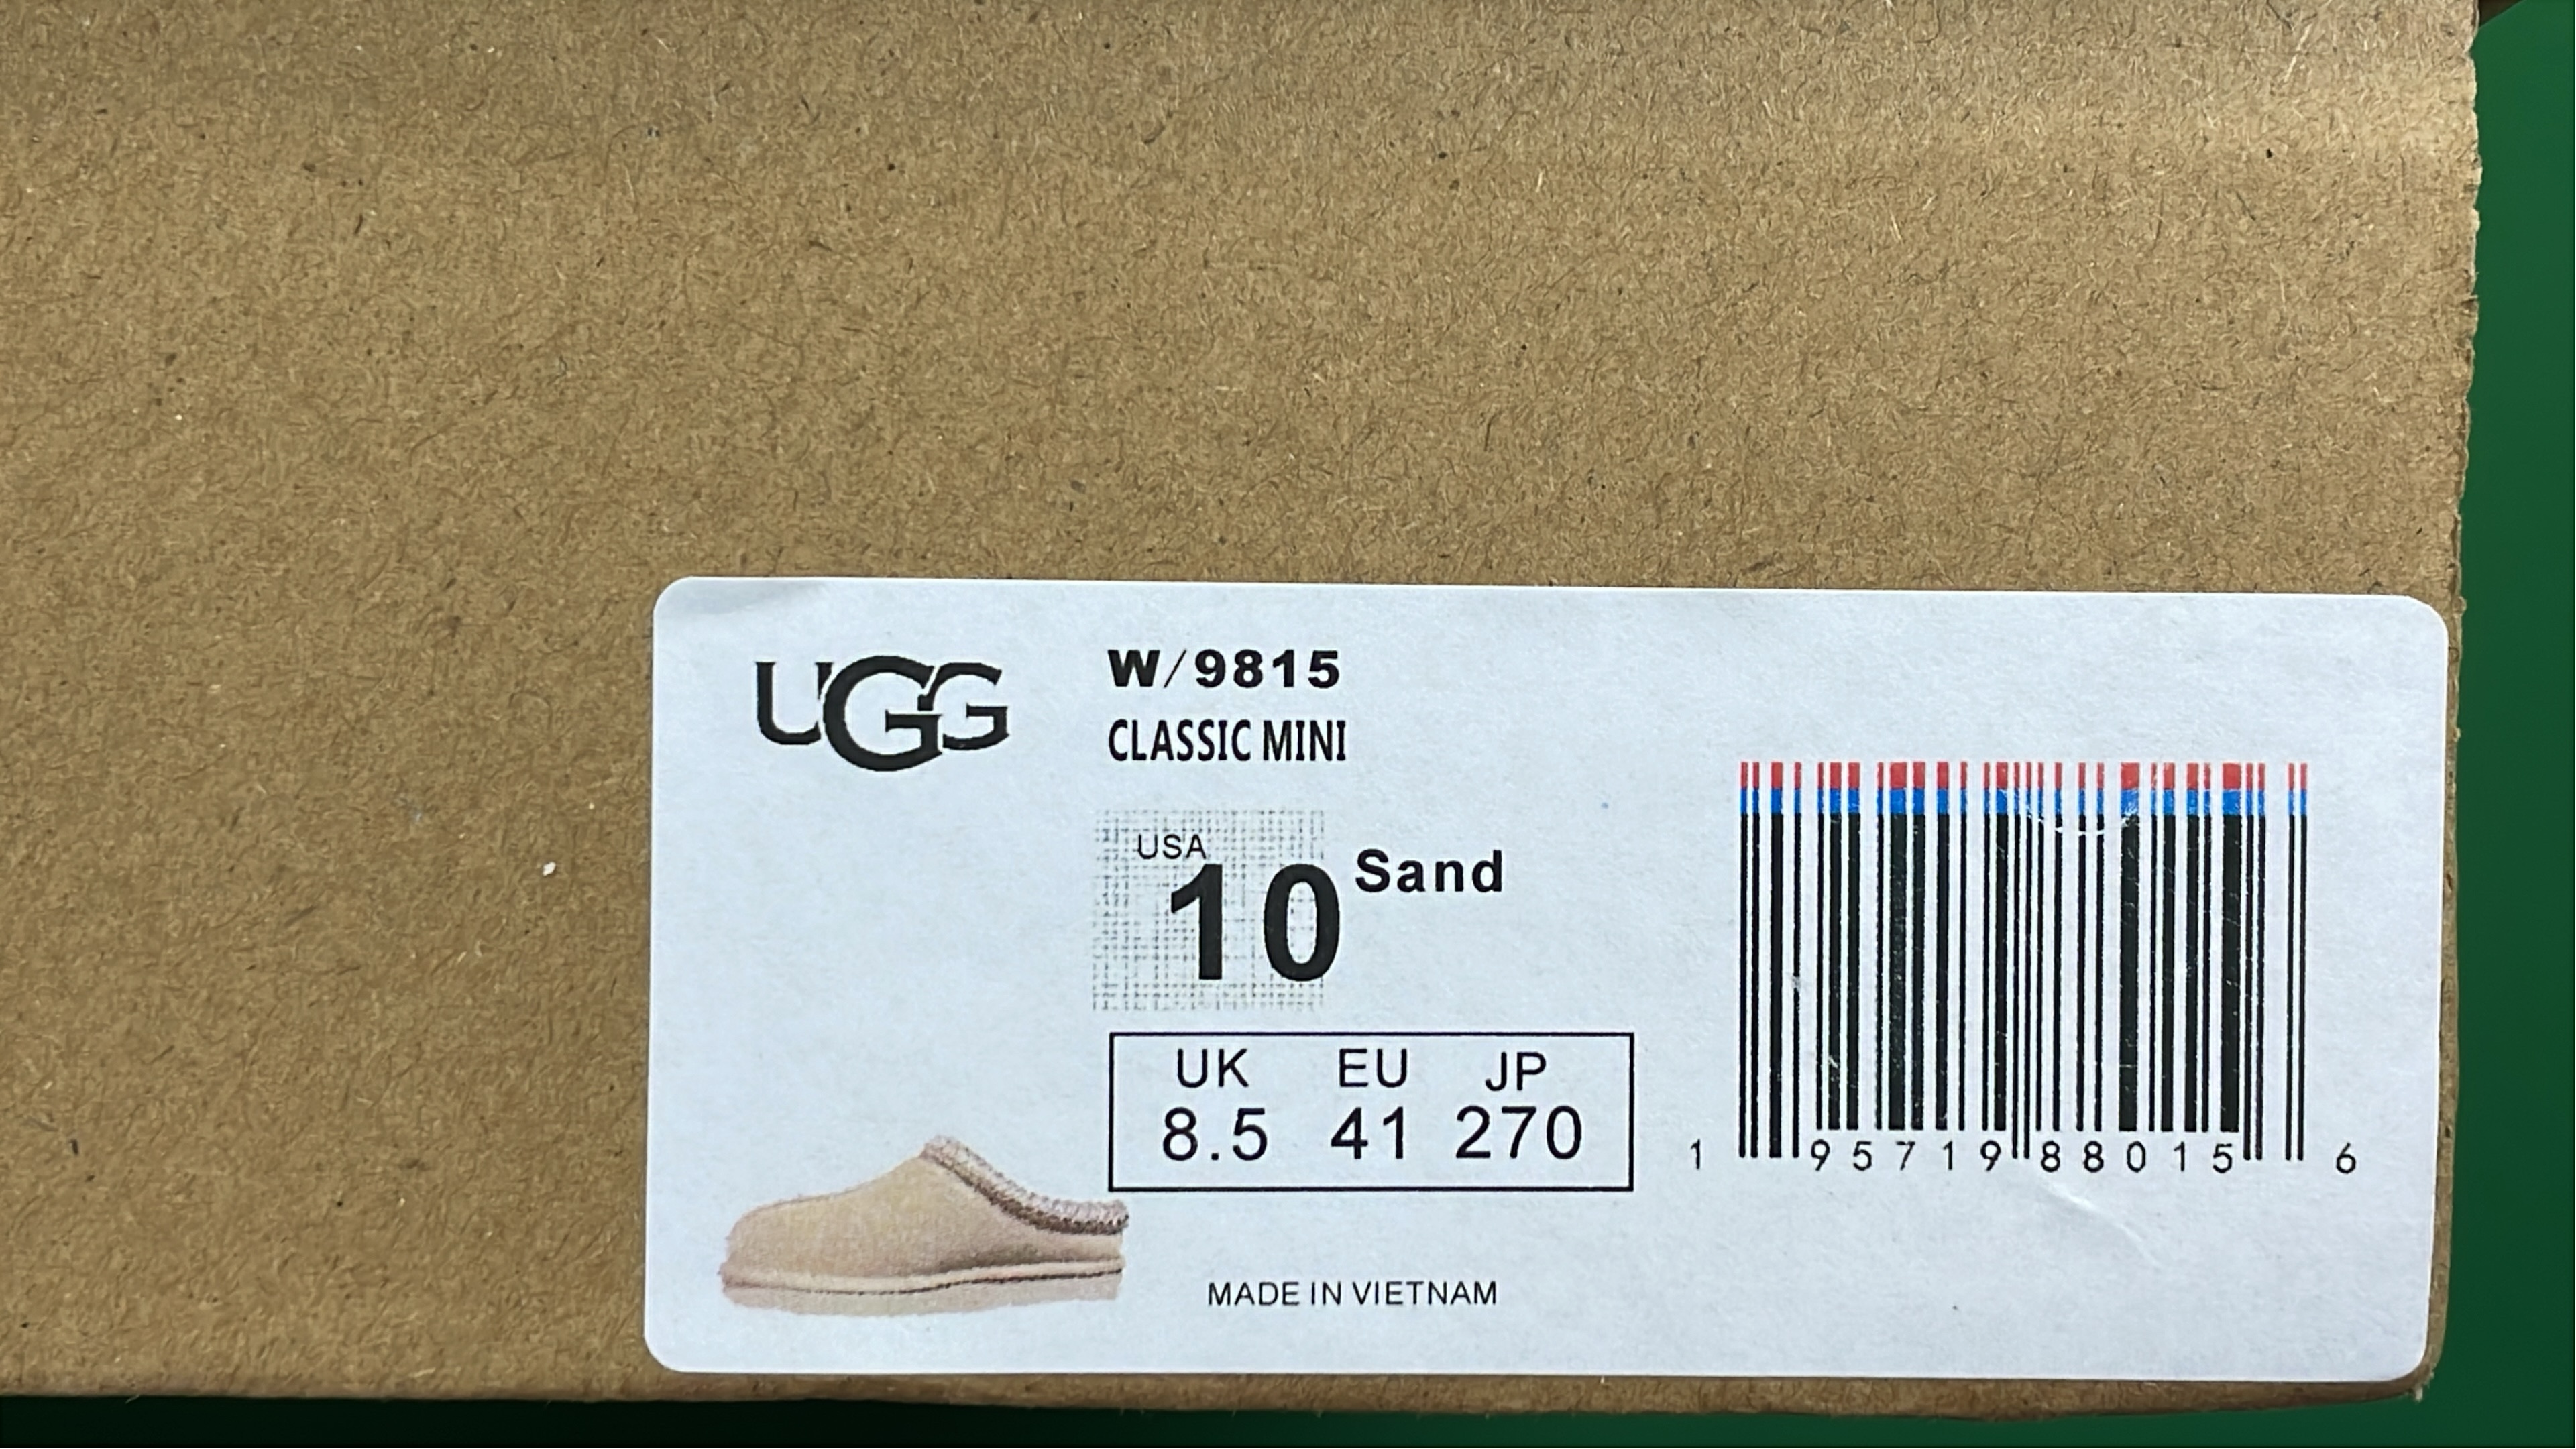 UGG
W/9815
CLASSIC MINI
USA
10 Sand
UK EU JP
8.5 41 270
1 95719 88015 6
MADE IN VIETNAM